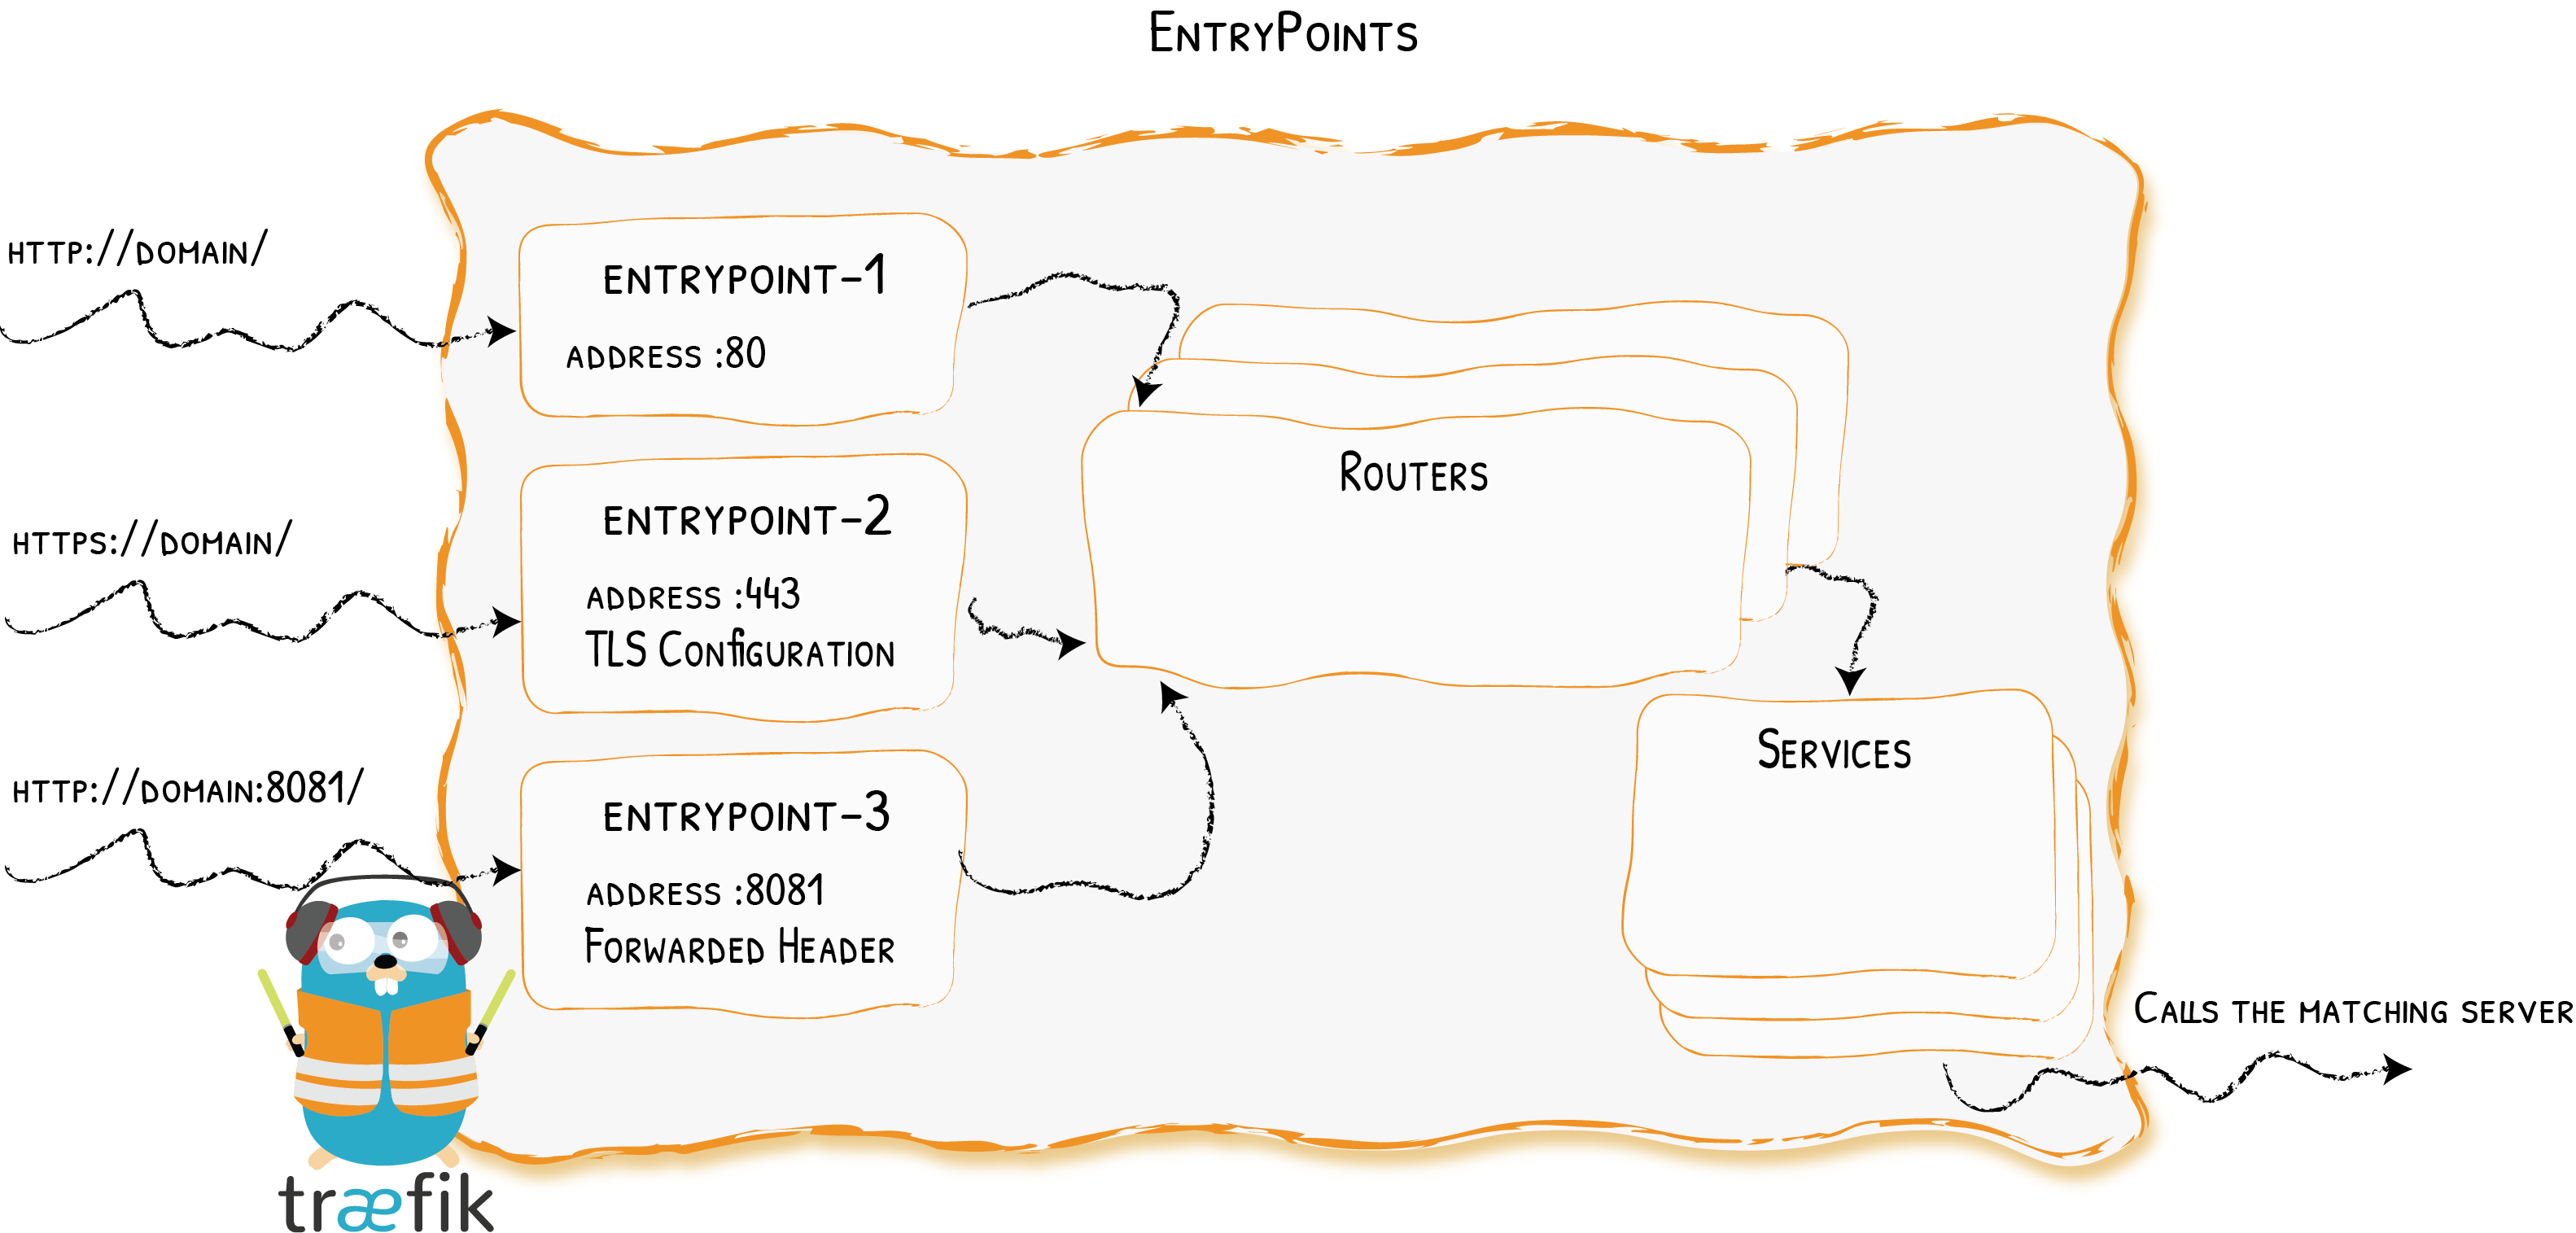 EntryPoints
http://domain/
entrypoint-1
address :80
https://domain/
entrypoint-2
address :443
TLS Configuration
http://domain:8081/
entrypoint-3
address :8081
Forwarded Header
Routers
Services
Calls the matching server
træfik